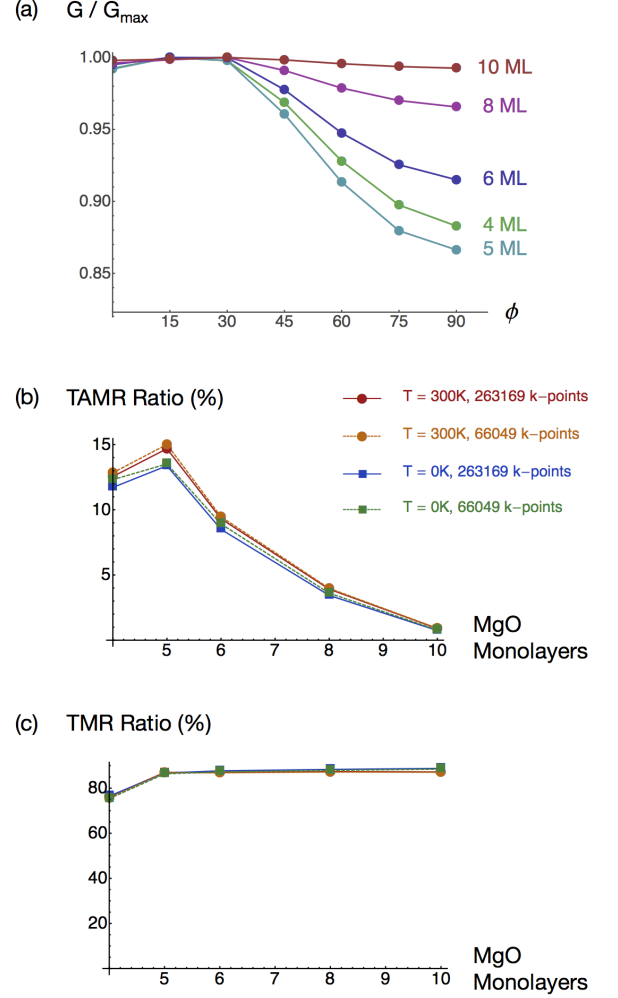 (a) G / Gmax
1.00
10 ML
8 ML
0.95
6 ML
0.90
4 ML
5 ML
0.85
15 30 45 60 75 90 ϕ
(b) TAMR Ratio (%)
T = 300K, 263169 k−points
T = 300K, 66049 k−points
T = 0K, 263169 k−points
T = 0K, 66049 k−points
15
10
5
5 6 7 8 9 10
MgO
Monolayers
(c) TMR Ratio (%)
80
60
40
20
5 6 7 8 9 10
MgO
Monolayers